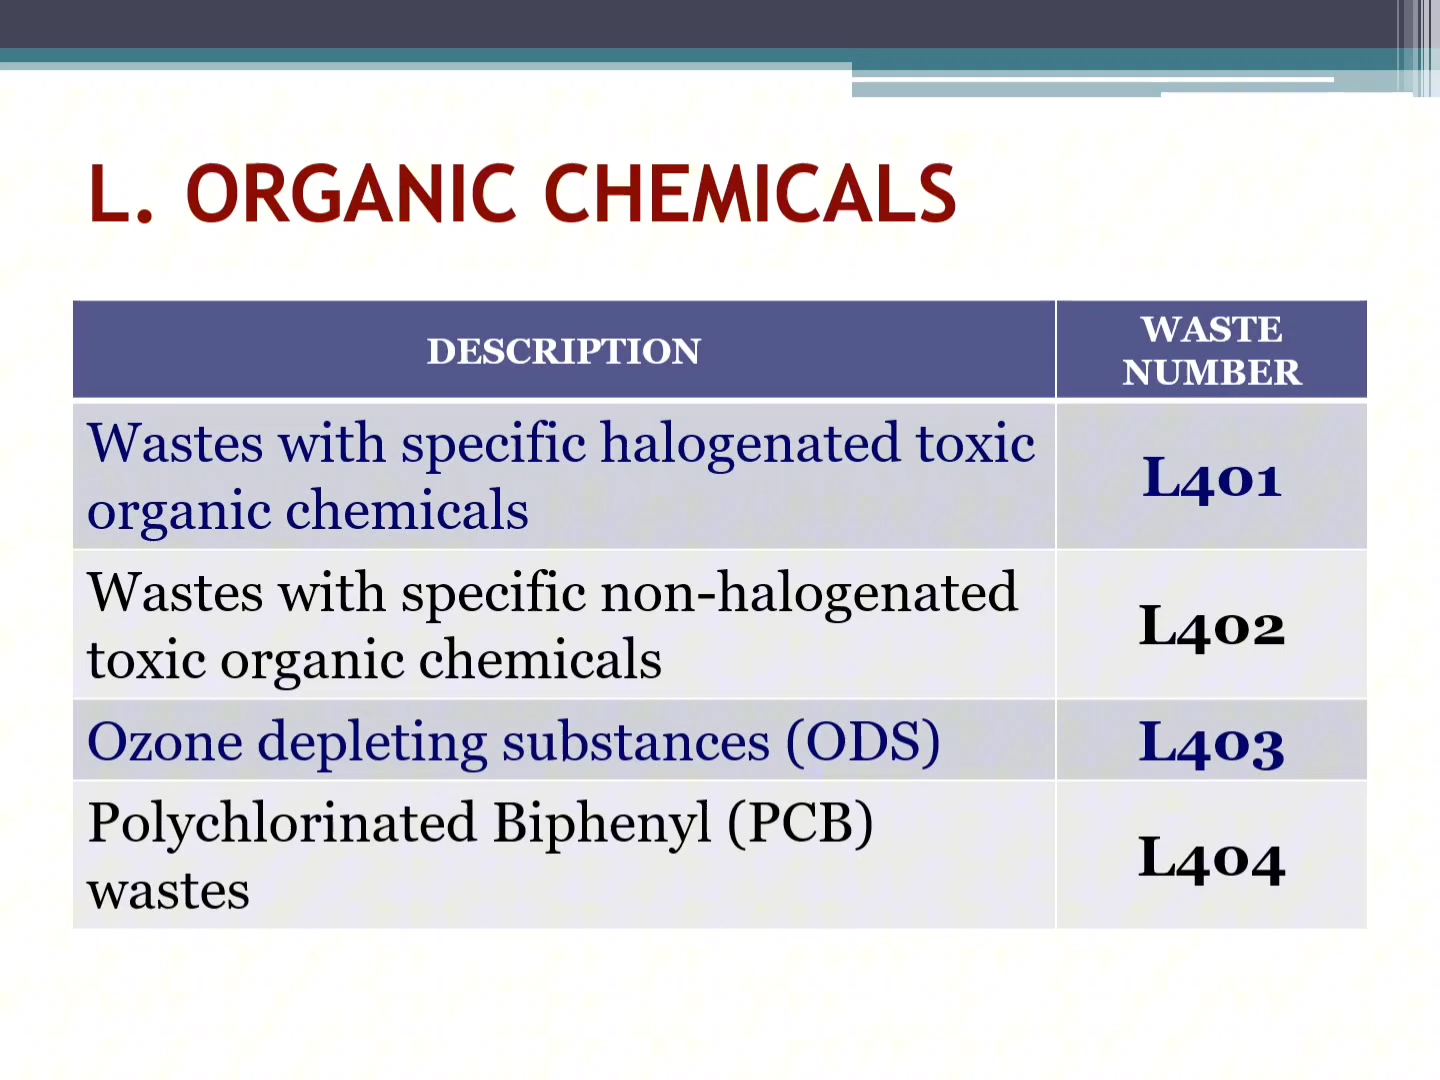 L. ORGANIC CHEMICALS
DESCRIPTION
WASTE
NUMBER
Wastes with specific halogenated toxic
organic chemicals
L401
Wastes with specific non-halogenated
toxic organic chemicals
L402
Ozone depleting substances (ODS)
L403
Polychlorinated Biphenyl (PCB)
wastes
L404